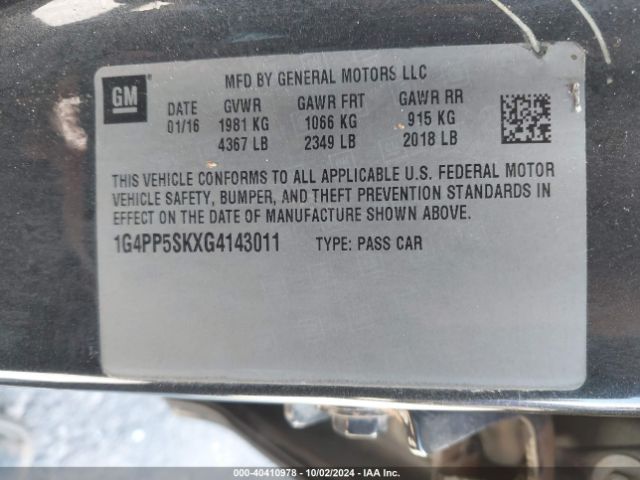 GM
MFD BY GENERAL MOTORS LLC
DATE GVWR GAWR FRT GAWR RR
01/16 1981 KG 1066 KG 915 KG
4367 LB 2349 LB 2018 LB
THIS VEHICLE CONFORMS TO ALL APPLICABLE U.S. FEDERAL MOTOR
VEHICLE SAFETY, BUMPER, AND THEFT PREVENTION STANDARDS IN
EFFECT ON THE DATE OF MANUFACTURE SHOWN ABOVE.
1G4PP5SKXG4143011 TYPE: PASS CAR
000-40410978 - 10/02/2024 - IAA Inc.